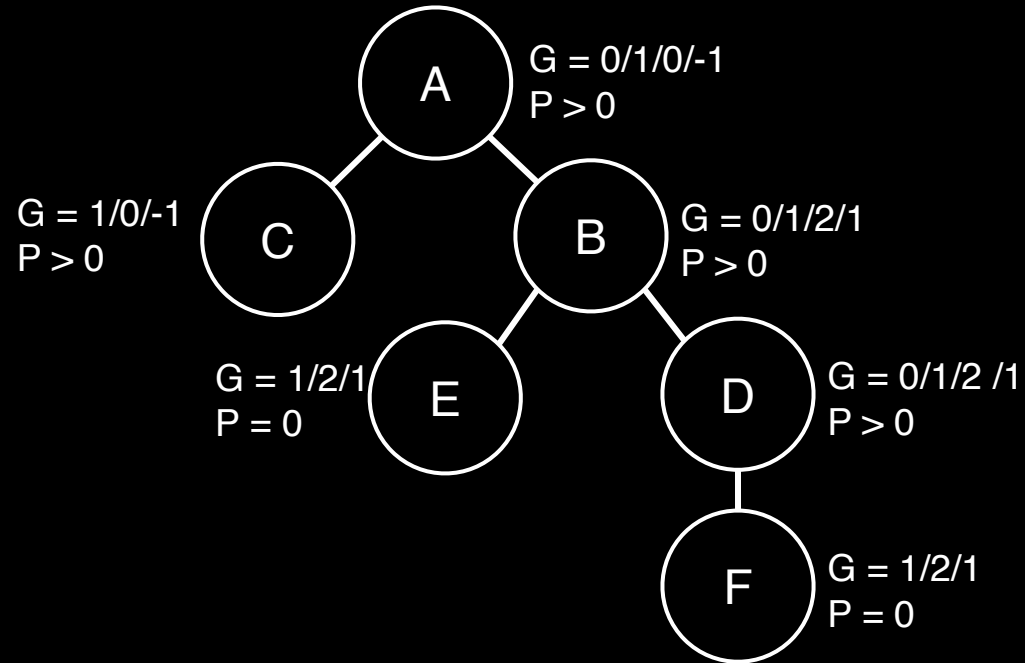 A
G = 0/1/0/-1
P > 0
G = 1/0/-1
P > 0
C
B
G = 0/1/2/1
P > 0
G = 1/2/1
P = 0
E
D
G = 0/1/2 /1
P > 0
F
G = 1/2/1
P = 0